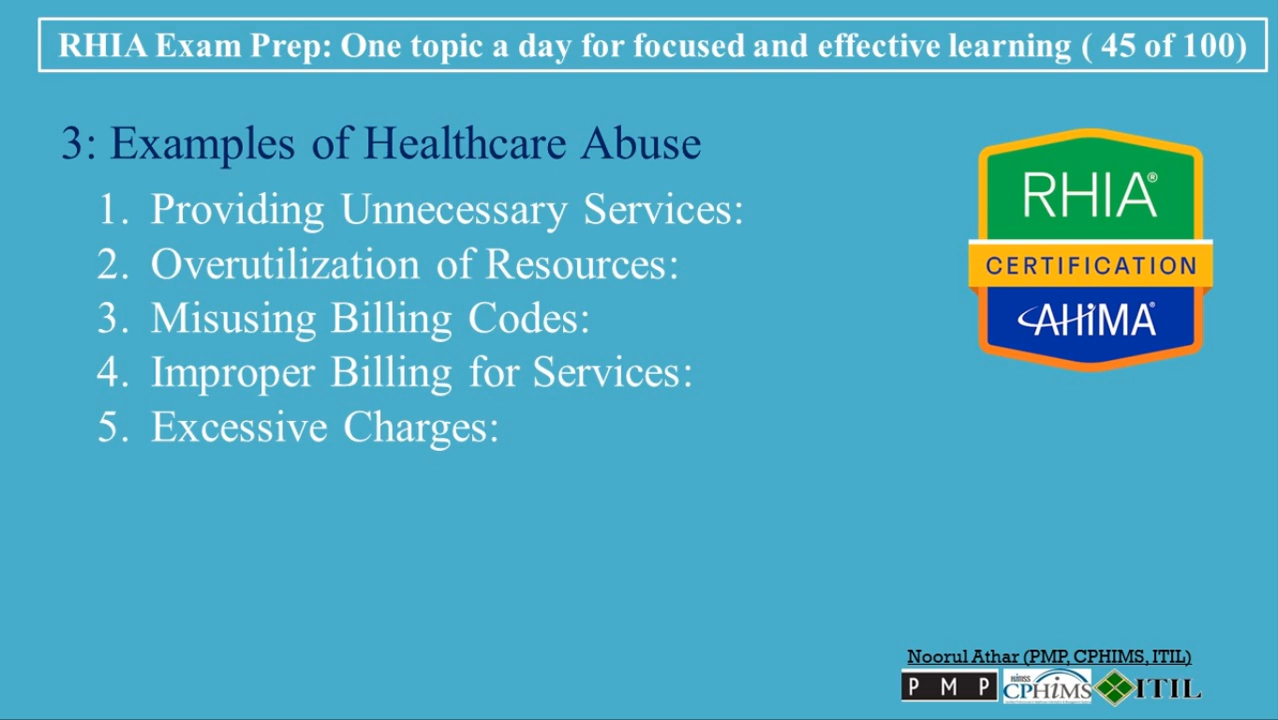 RHIA Exam Prep: One topic a day for focused and effective learning ( 45 of 100)
3: Examples of Healthcare Abuse
1. Providing Unnecessary Services:
2. Overutilization of Resources:
3. Misusing Billing Codes:
4. Improper Billing for Services:
5. Excessive Charges:
RHIA®
CERTIFICATION
AHIMA®
Noorul Athar (PMP, CPHIMS, ITIL)
PMP
himss
CPHiMS
ITIL